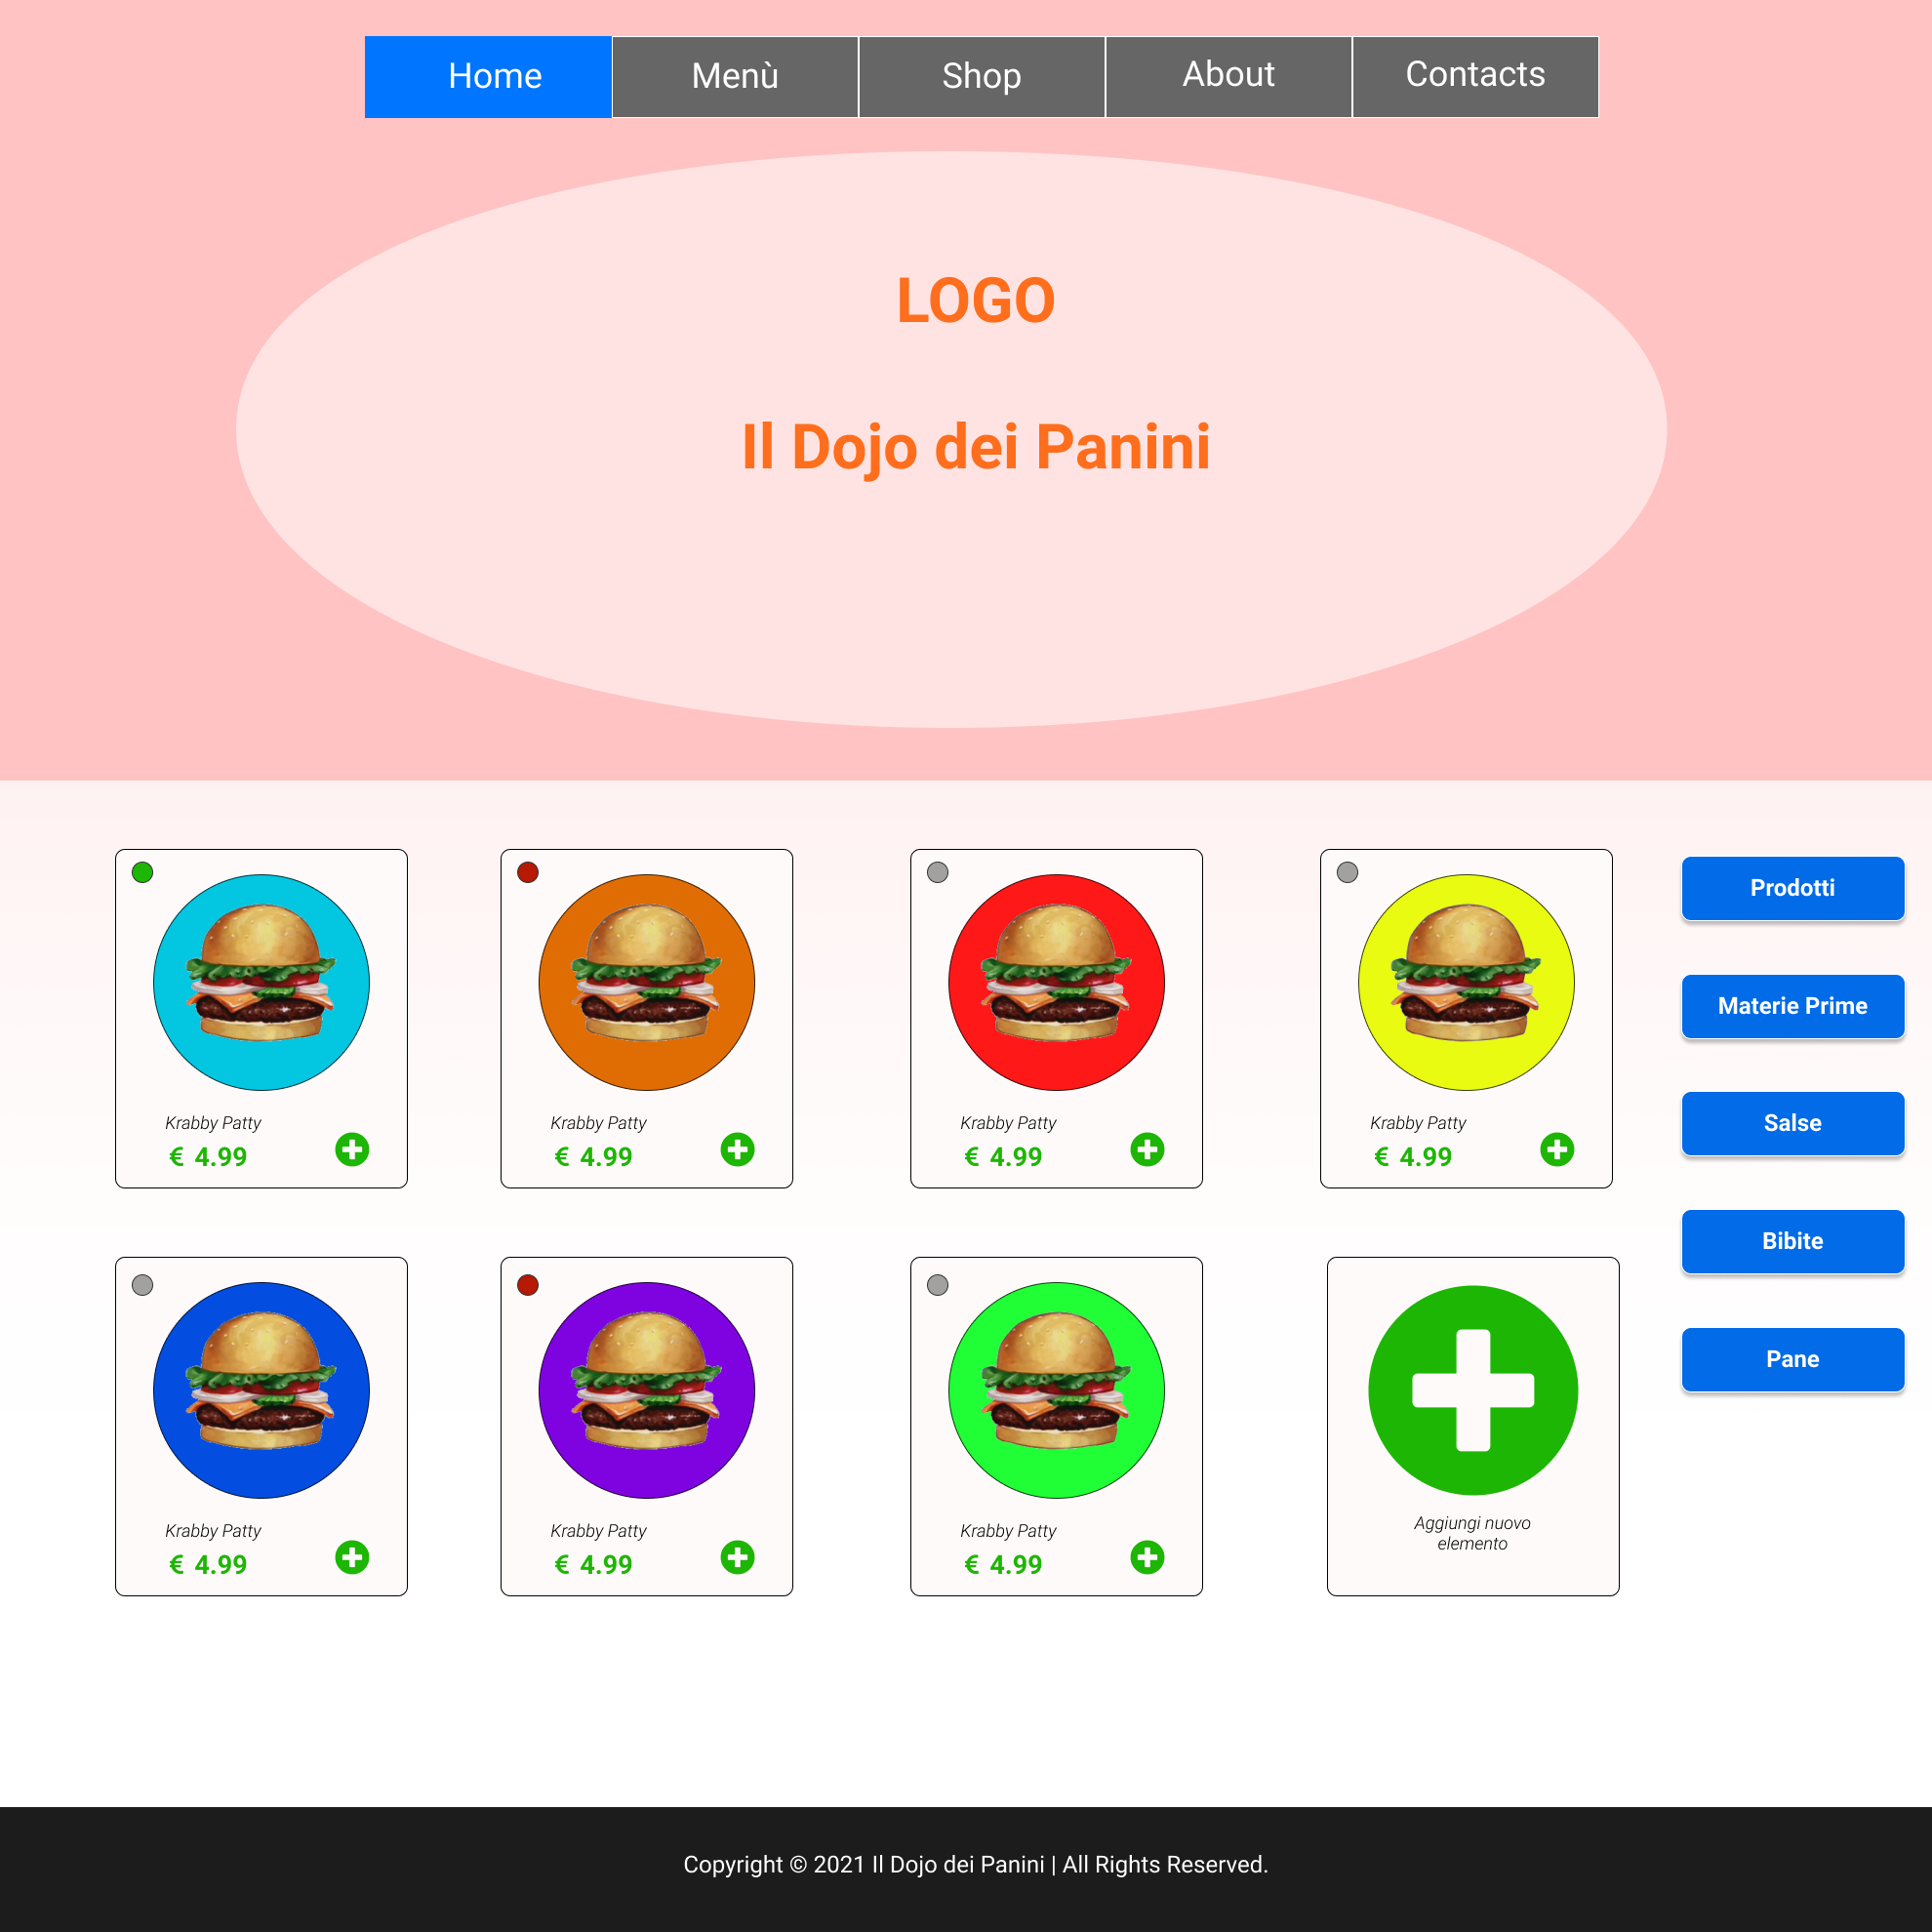 Home
Menù
Shop
About
Contacts
LOGO
Il Dojo dei Panini
Krabby Patty
€ 4.99
Krabby Patty
€ 4.99
Krabby Patty
€ 4.99
Krabby Patty
€ 4.99
Prodotti
Materie Prime
Salse
Bibite
Pane
Krabby Patty
€ 4.99
Krabby Patty
€ 4.99
Krabby Patty
€ 4.99
Aggiungi nuovo
elemento
Copyright © 2021 Il Dojo dei Panini | All Rights Reserved.